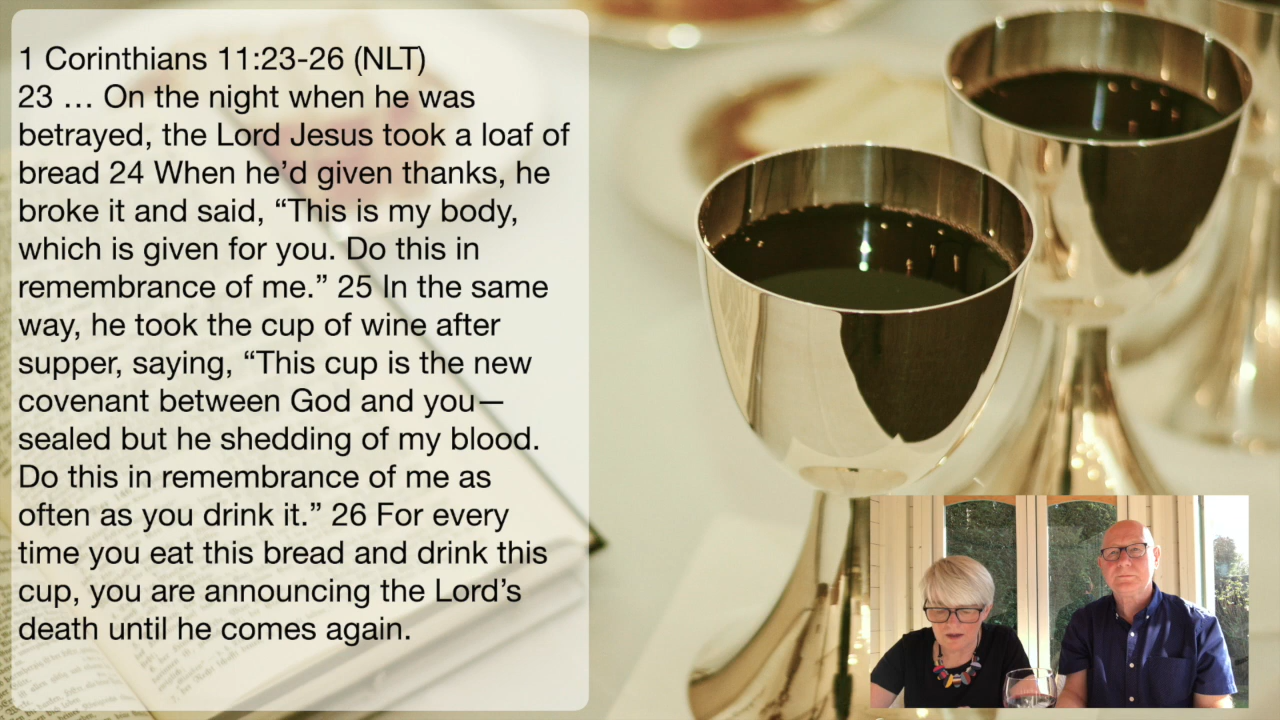 1 Corinthians 11:23-26 (NLT)
23 … On the night when he was
betrayed, the Lord Jesus took a loaf of
bread 24 When he’d given thanks, he
broke it and said, “This is my body,
which is given for you. Do this in
remembrance of me.” 25 In the same
way, he took the cup of wine after
supper, saying, “This cup is the new
covenant between God and you—
sealed but he shedding of my blood.
Do this in remembrance of me as
often as you drink it.” 26 For every
time you eat this bread and drink this
cup, you are announcing the Lord’s
death until he comes again.